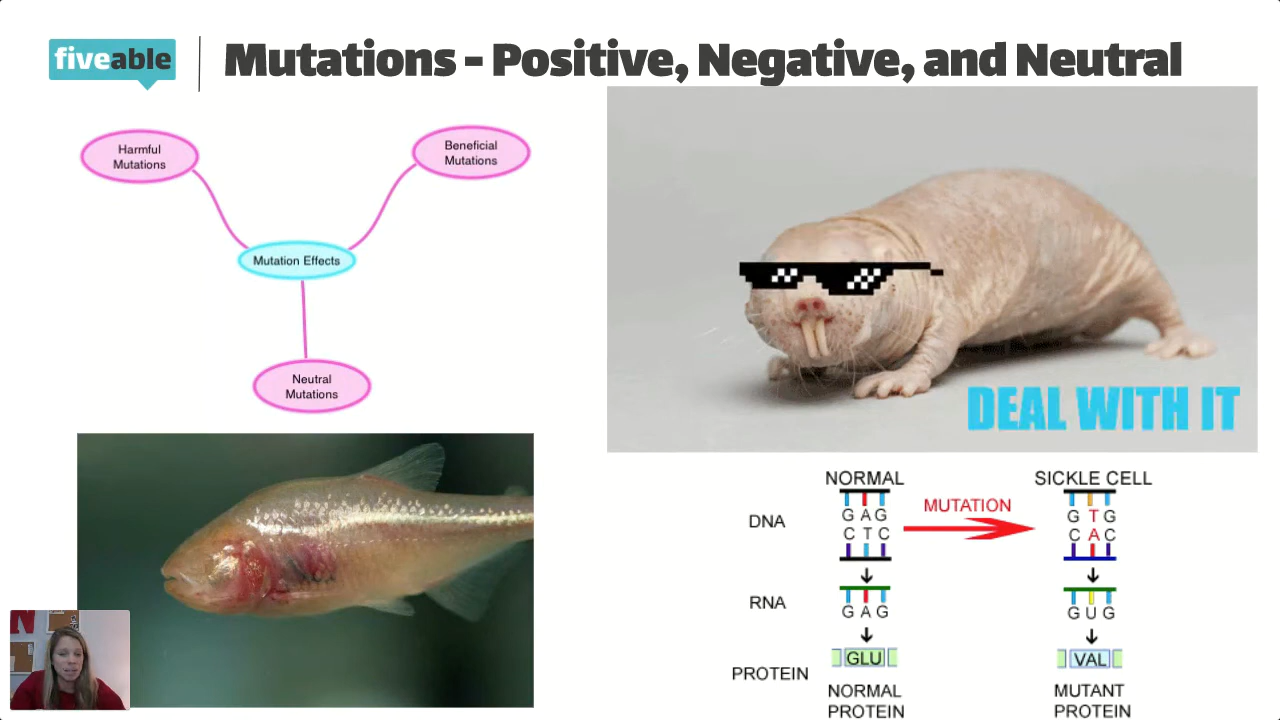 fiveable
Mutations - Positive, Negative, and Neutral
Harmful
Mutations
Beneficial
Mutations
Mutation Effects
Neutral
Mutations
DEAL WITH IT
NORMAL
SICKLE CELL
MUTATION
DNA
G A G
C T C
G T G
C A C
RNA
G A G
G U G
PROTEIN
GLU
VAL
NORMAL
PROTEIN
MUTANT
PROTEIN
N